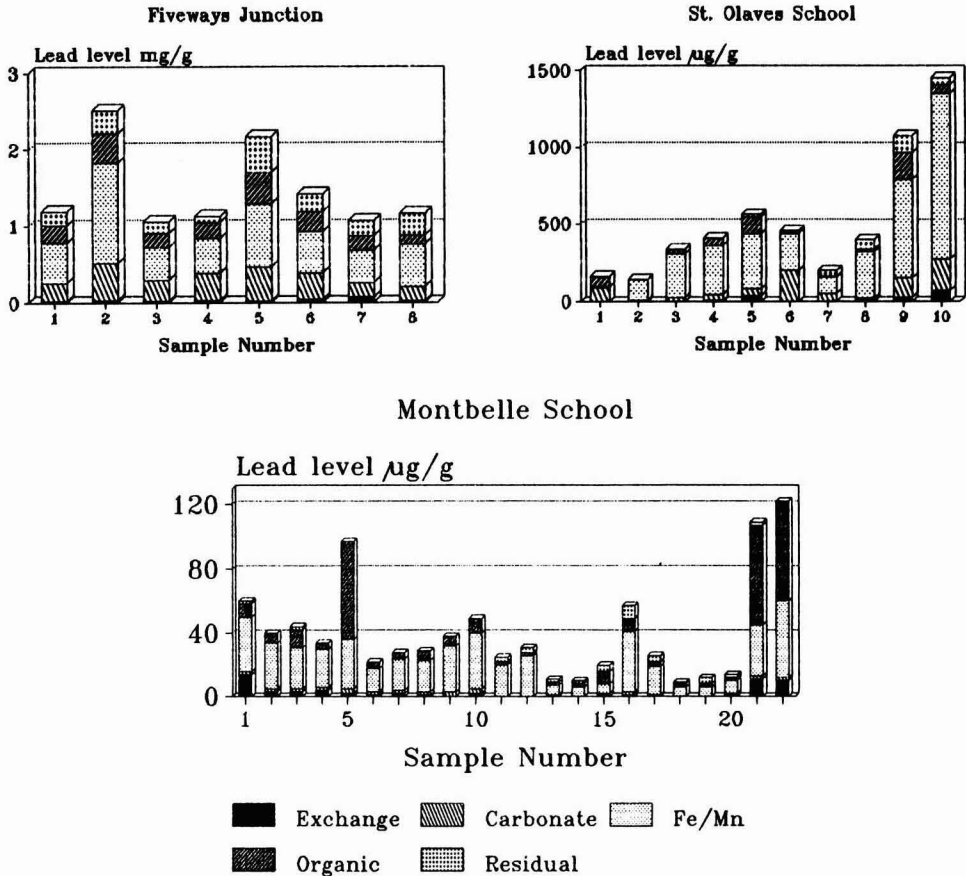 Fiveways Junction
Lead level mg/g
3
2
1
0
1 2 3 4 5 6 7 8
Sample Number
St. Olaves School
Lead level µg/g
1500
1000
500
0
1 2 3 4 5 6 7 8 9 10
Sample Number
Montbelle School
Lead level µg/g
120
80
40
0
1 5 10 15 20
Sample Number
Exchange Carbonate Fe/Mn
Organic Residual